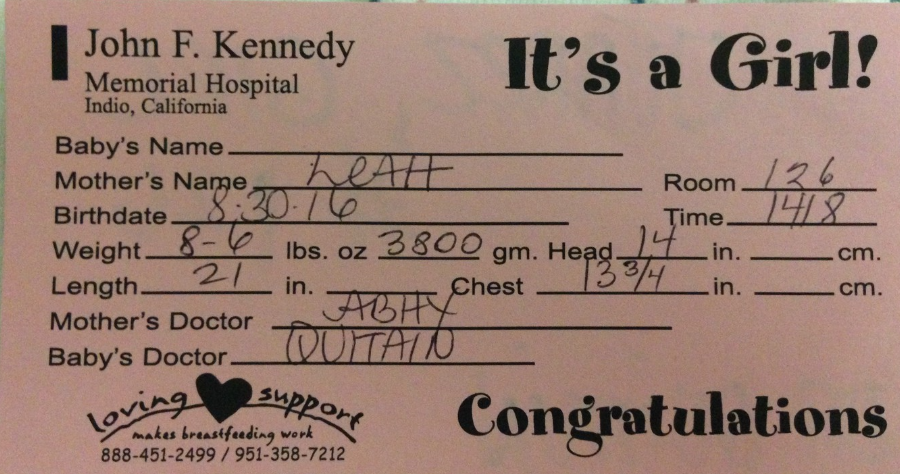 John F. Kennedy
Memorial Hospital
Indio, California
It's a Girl!
Baby's Name
Mother's Name LEAH Room 126
Birthdate 8-30-16 Time 1418
Weight 8-6 lbs. oz 3800 gm. Head 14 in. cm.
Length 21 in. Chest 13 3/4 in. cm.
Mother's Doctor ABHY
Baby's Doctor QUITAIN
loving support
makes breastfeeding work
888-451-2499 / 951-358-7212
Congratulations